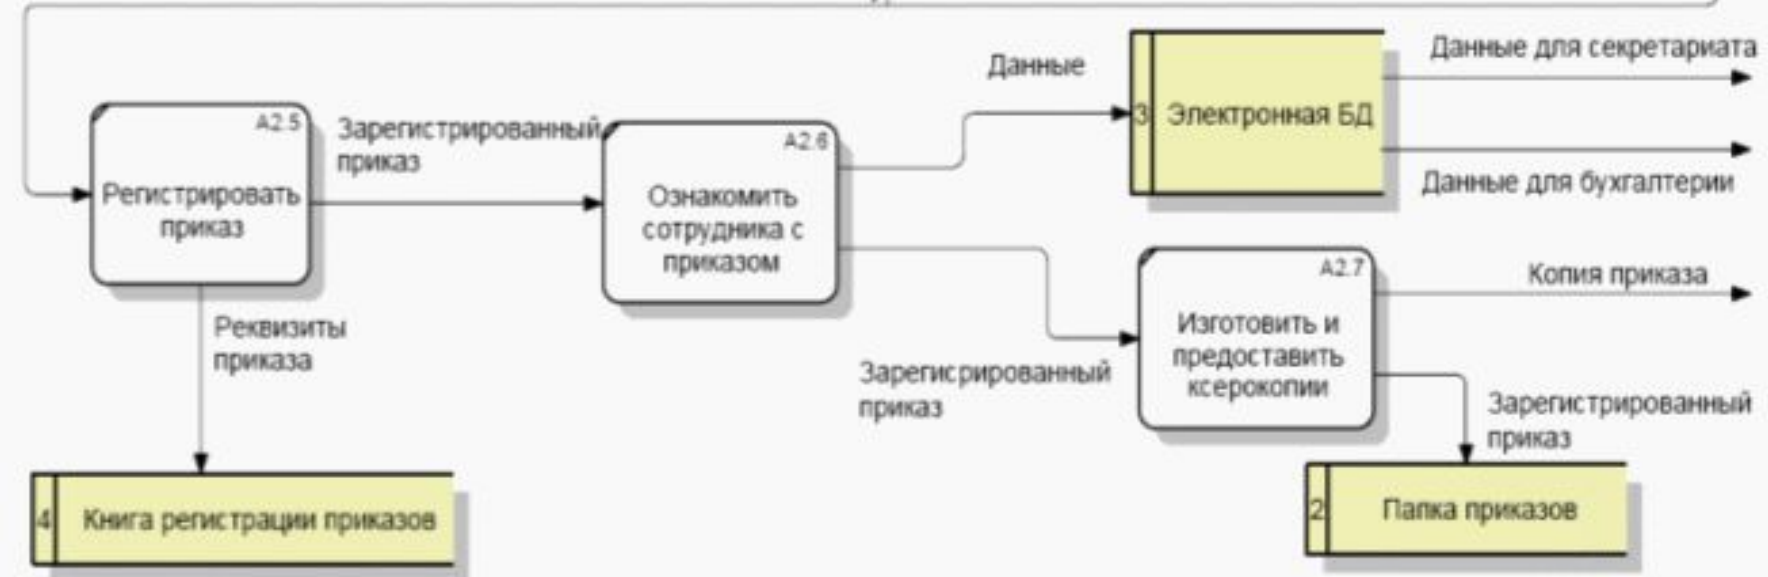 Данные для секретариата
Данные
A2.5
Зарегистрированный
приказ
A2.6
3
Электронная БД
Регистрировать
приказ
Ознакомить
сотрудника с
приказом
Данные для бухгалтерии
A2.7
Копия приказа
Реквизиты
приказа
Изготовить и
предоставить
ксерокопии
Зарегисрированный
приказ
Зарегистрированный
приказ
4
Книга регистрации приказов
2
Папка приказов